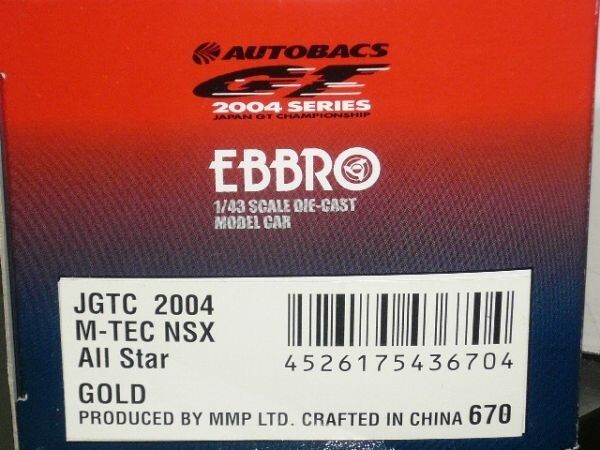 AUTOBACS
GT
2004 SERIES
JAPAN GT CHAMPIONSHIP
EBBRO
1/43 SCALE DIE-CAST
MODEL CAR
JGTC 2004
M-TEC NSX
All Star
4526175436704
GOLD
PRODUCED BY MMP LTD. CRAFTED IN CHINA 670